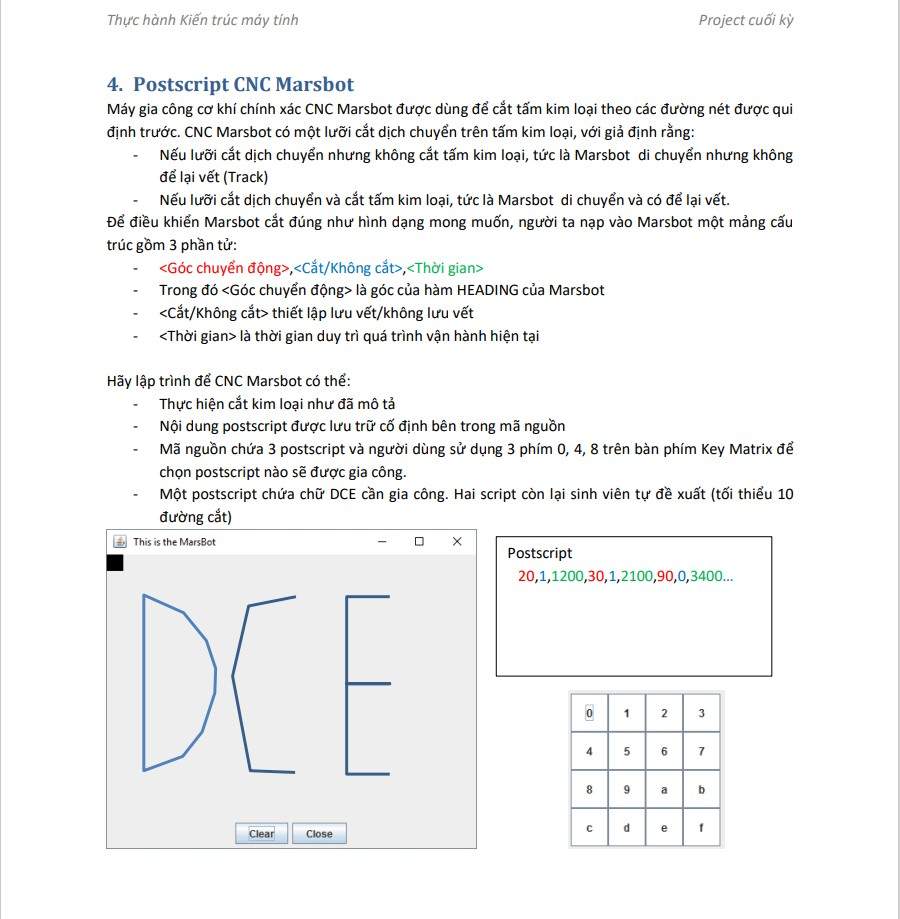 Thực hành Kiến trúc máy tính Project cuối kỳ
4. Postscript CNC Marsbot
Máy gia công cơ khí chính xác CNC Marsbot được dùng để cắt tấm kim loại theo các đường nét được qui
định trước. CNC Marsbot có một lưỡi cắt dịch chuyển trên tấm kim loại, với giả định rằng:
- Nếu lưỡi cắt dịch chuyển nhưng không cắt tấm kim loại, tức là Marsbot di chuyển nhưng không
để lại vết (Track)
- Nếu lưỡi cắt dịch chuyển và cắt tấm kim loại, tức là Marsbot di chuyển và có để lại vết.
Để điều khiển Marsbot cắt đúng như hình dạng mong muốn, người ta nạp vào Marsbot một mảng cấu
trúc gồm 3 phần tử:
- <Góc chuyển động>,<Cắt/Không cắt>,<Thời gian>
- Trong đó <Góc chuyển động> là góc của hàm HEADING của Marsbot
- <Cắt/Không cắt> thiết lập lưu vết/không lưu vết
- <Thời gian> là thời gian duy trì quá trình vận hành hiện tại
Hãy lập trình để CNC Marsbot có thể:
- Thực hiện cắt kim loại như đã mô tả
- Nội dung postscript được lưu trữ cố định bên trong mã nguồn
- Mã nguồn chứa 3 postscript và người dùng sử dụng 3 phím 0, 4, 8 trên bàn phím Key Matrix để
chọn postscript nào sẽ được gia công.
- Một postscript chứa chữ DCE cần gia công. Hai script còn lại sinh viên tự đề xuất (tối thiểu 10
đường cắt)
This is the MarsBot
DCE
Clear Close
Postscript
20,1,1200,30,1,2100,90,0,3400...
0 1 2 3
4 5 6 7
8 9 a b
c d e f